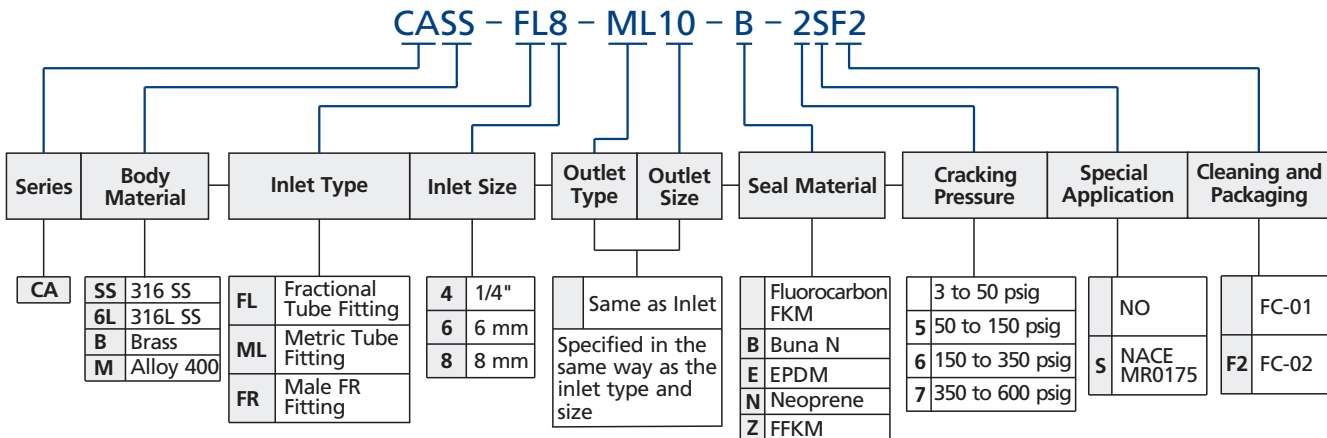 CASS – FL8 – ML10 – B – 2SF2
Series
Body
Material
Inlet Type
Inlet Size
Outlet
Type
Outlet
Size
Seal Material
Cracking
Pressure
Special
Application
Cleaning and
Packaging
CA
SS 316 SS
6L 316L SS
B Brass
M Alloy 400
FL Fractional
Tube Fitting
ML Metric Tube
Fitting
FR Male FR
Fitting
4 1/4"
6 6 mm
8 8 mm
Same as Inlet
Specified in the
same way as the
inlet type and
size
Fluorocarbon
FKM
B Buna N
E EPDM
N Neoprene
Z FFKM
3 to 50 psig
5 50 to 150 psig
6 150 to 350 psig
7 350 to 600 psig
NO
S NACE
MR0175
FC-01
F2 FC-02